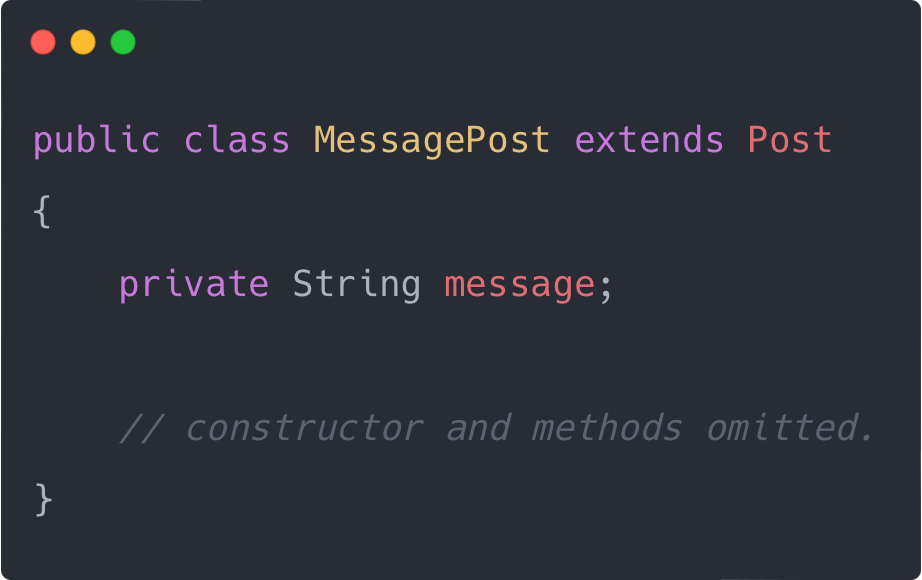 public class MessagePost extends Post
{
    private String message;
    // constructor and methods omitted.
}